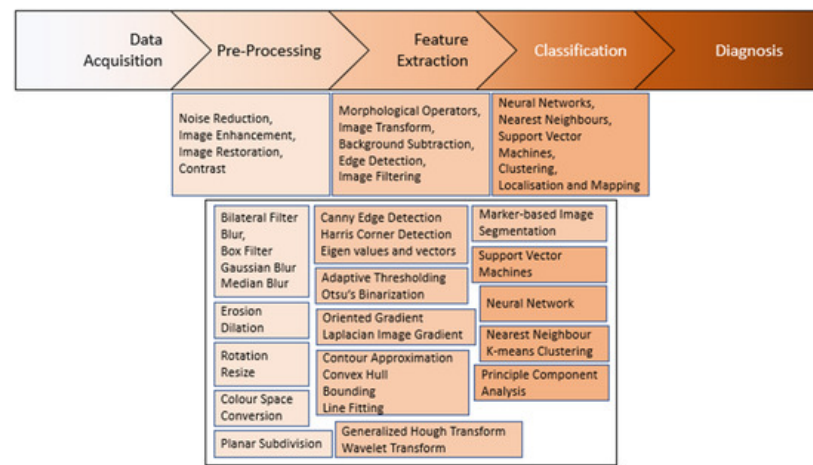 Data
Acquisition
Pre-Processing
Feature
Extraction
Classification
Diagnosis
Noise Reduction,
Image Enhancement,
Image Restoration,
Contrast
Morphological Operators,
Image Transform,
Background Subtraction,
Edge Detection,
Image Filtering
Neural Networks,
Nearest Neighbours,
Support Vector
Machines,
Clustering,
Localisation and Mapping
Bilateral Filter
Blur,
Box Filter
Gaussian Blur
Median Blur
Erosion
Dilation
Rotation
Resize
Colour Space
Conversion
Planar Subdivision
Canny Edge Detection
Harris Corner Detection
Eigen values and vectors
Adaptive Thresholding
Otsu's Binarization
Oriented Gradient
Laplacian Image Gradient
Contour Approximation
Convex Hull
Bounding
Line Fitting
Generalized Hough Transform
Wavelet Transform
Marker-based Image
Segmentation
Support Vector
Machines
Neural Network
Nearest Neighbour
K-means Clustering
Principle Component
Analysis